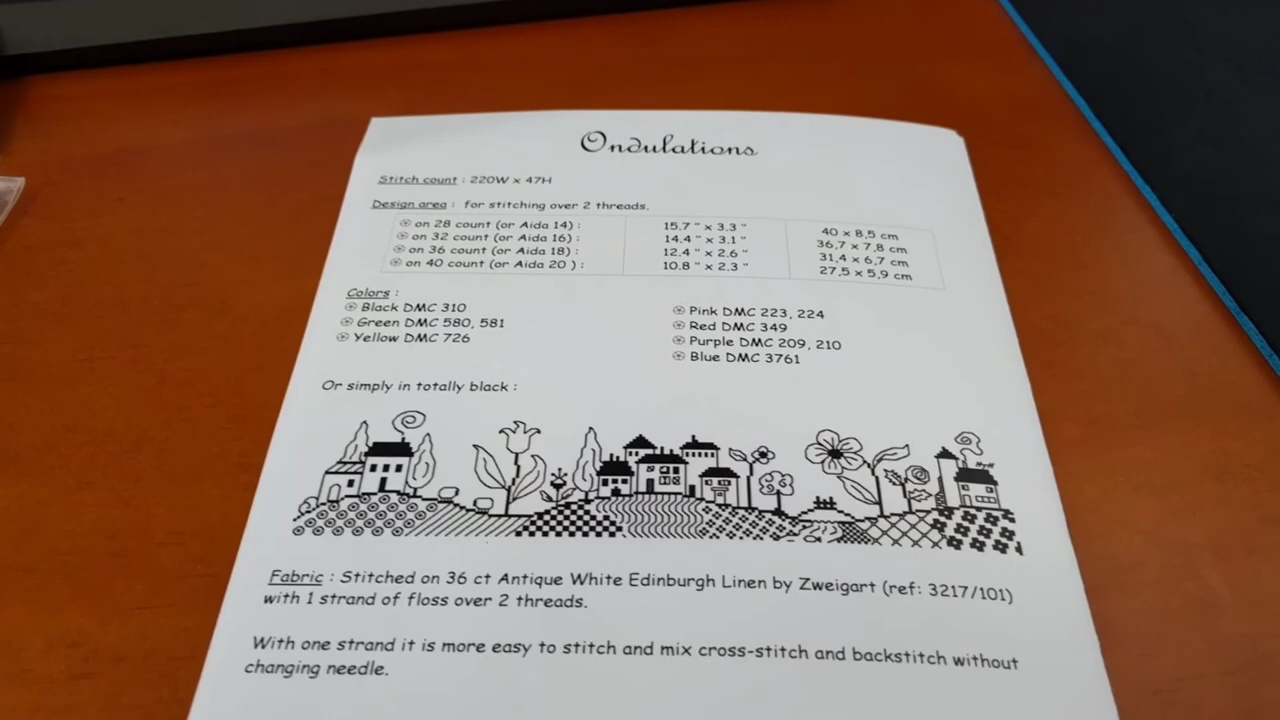 Ondulations
Stitch count : 220W x 47H
Design area : for stitching over 2 threads.
on 28 count (or Aida 14) : 15.7 " x 3.3 " 40 x 8,5 cm
on 32 count (or Aida 16) : 14.4 " x 3.1 " 36,7 x 7,8 cm
on 36 count (or Aida 18) : 12.4 " x 2.6 " 31,4 x 6,7 cm
on 40 count (or Aida 20 ) : 10.8 " x 2.3 " 27,5 x 5,9 cm
Colors :
Black DMC 310
Green DMC 580, 581
Yellow DMC 726
Pink DMC 223, 224
Red DMC 349
Purple DMC 209, 210
Blue DMC 3761
Or simply in totally black :
Fabric : Stitched on 36 ct Antique White Edinburgh Linen by Zweigart (ref: 3217/101)
with 1 strand of floss over 2 threads.
With one strand it is more easy to stitch and mix cross-stitch and backstitch without
changing needle.